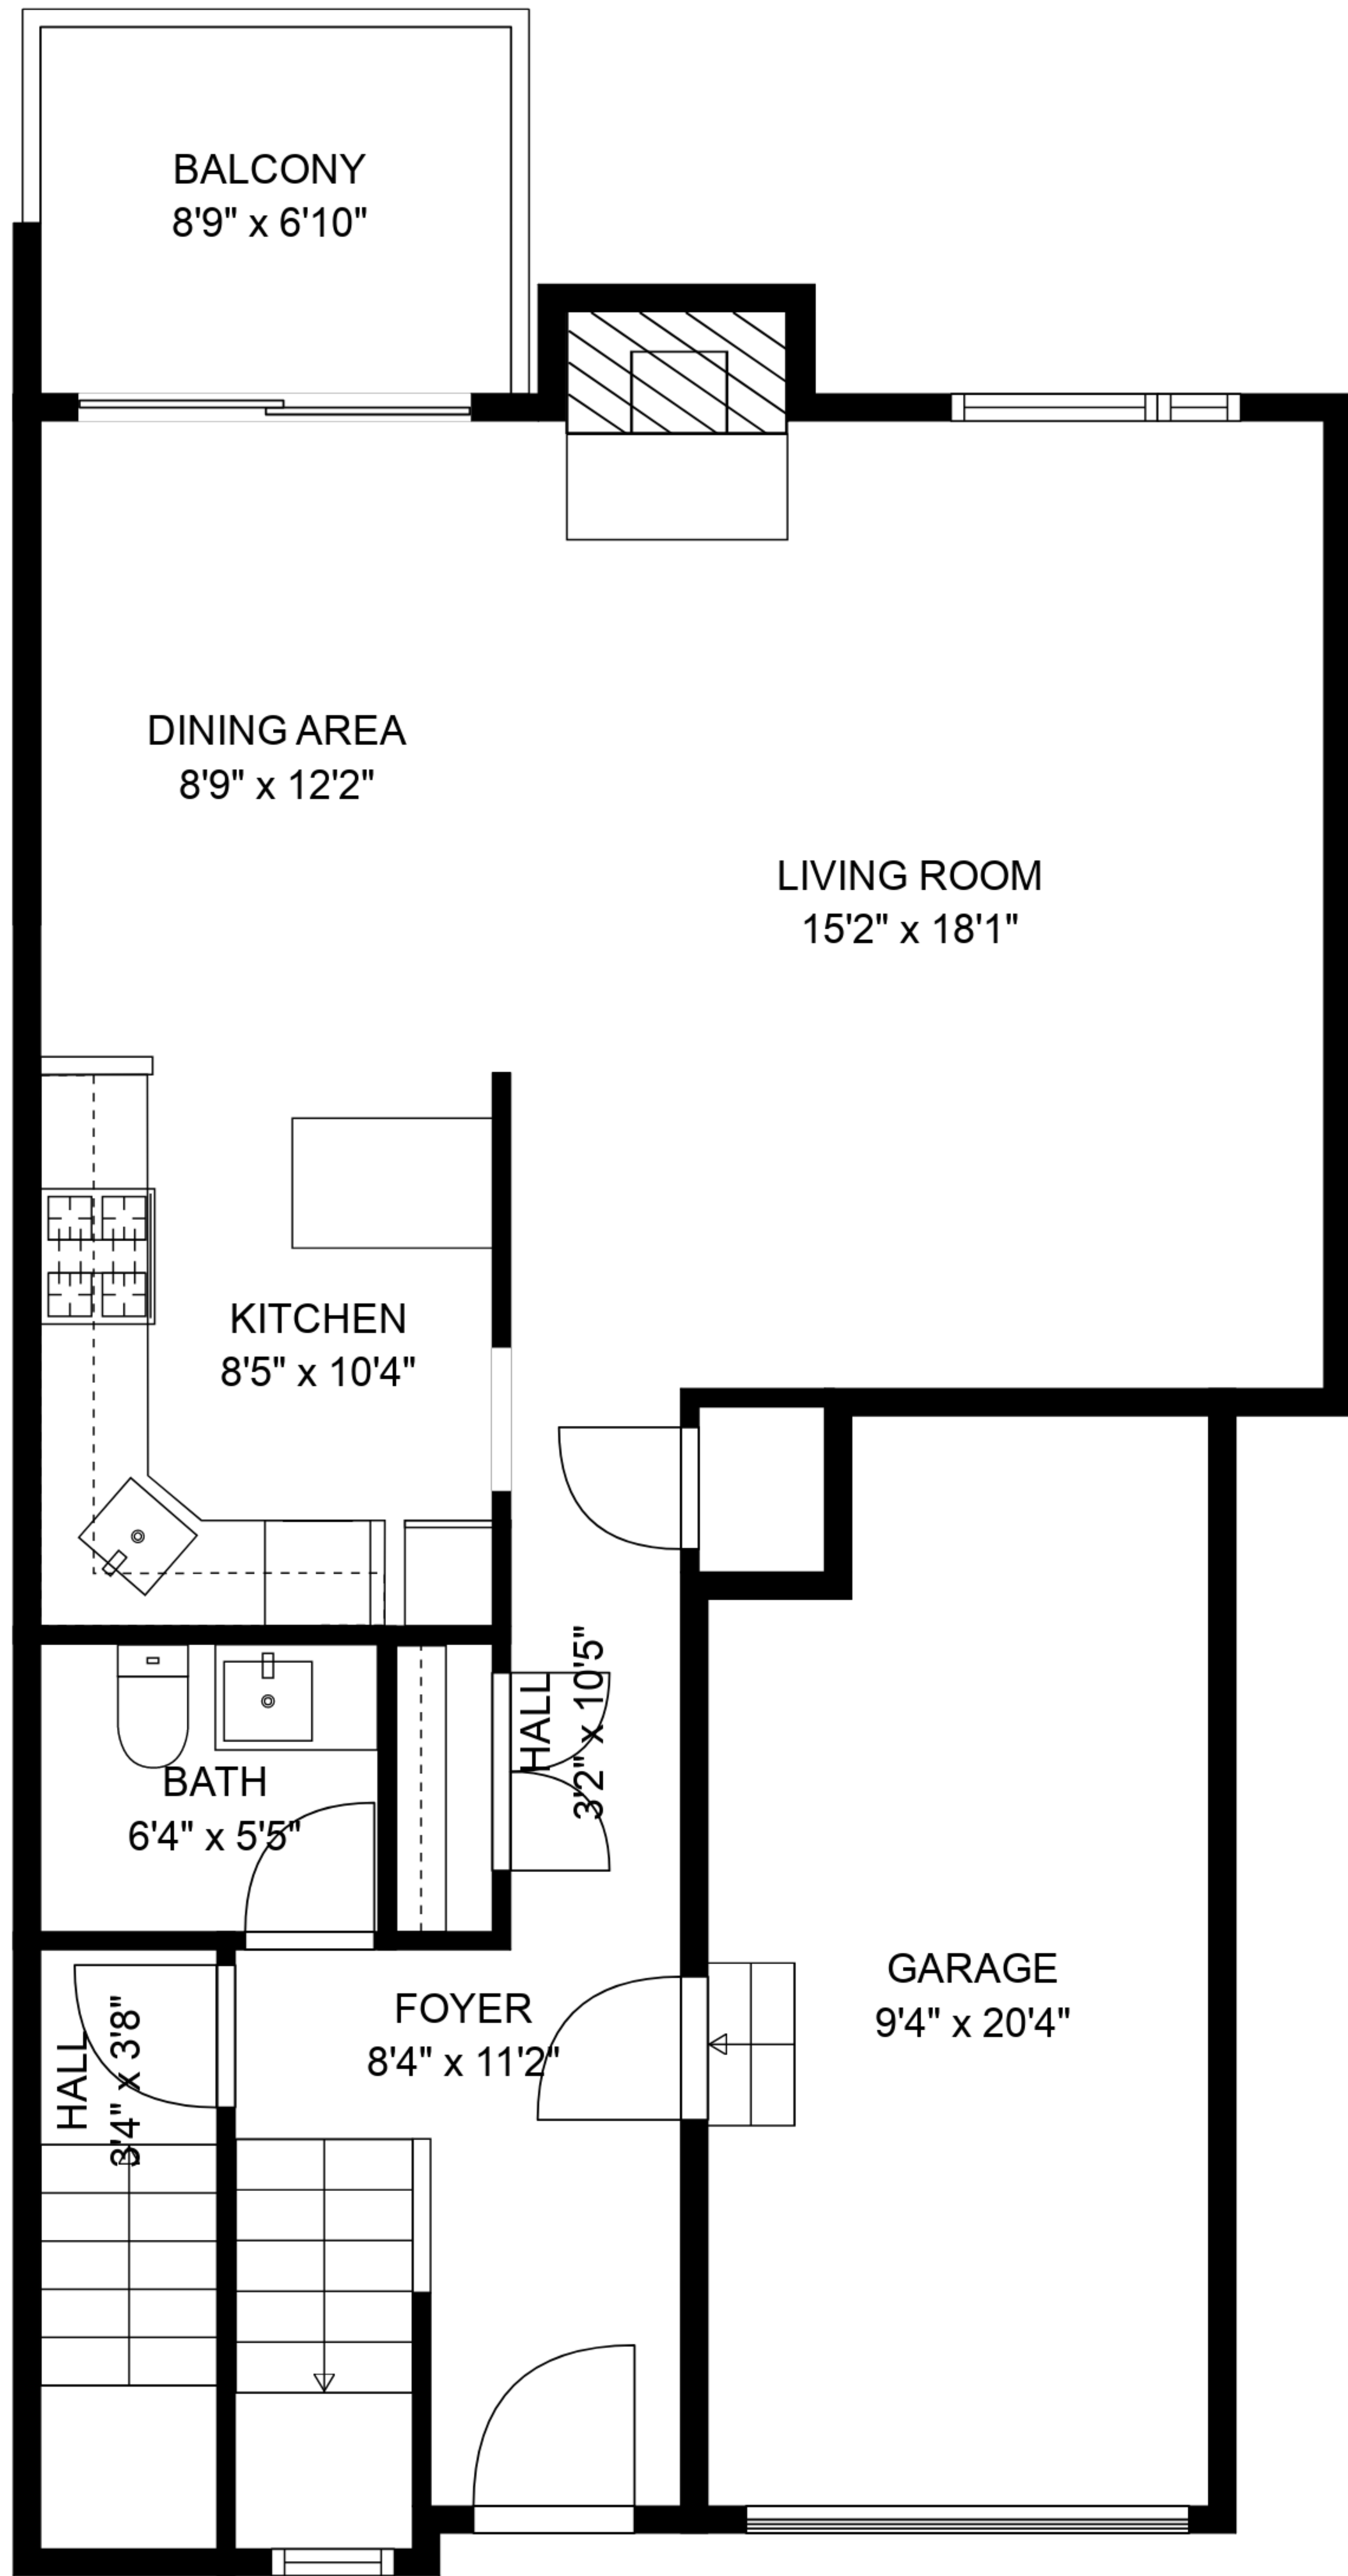 BALCONY
8'9" x 6'10"
DINING AREA
8'9" x 12'2"
LIVING ROOM
15'2" x 18'1"
KITCHEN
8'5" x 10'4"
HALL
3'2" x 10'5"
BATH
6'4" x 5'5"
GARAGE
9'4" x 20'4"
FOYER
8'4" x 11'2"
HALL
3'4" x 3'8"